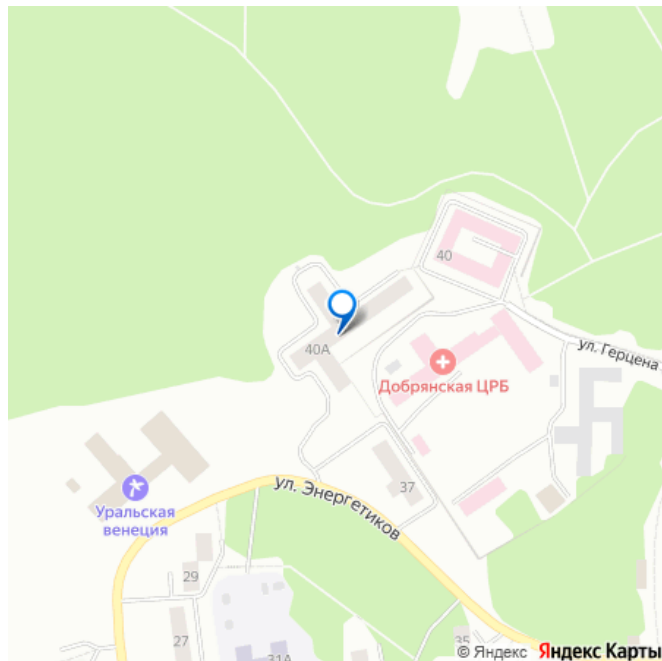 40
ул. Герцена
40А
Добрянская ЦРБ
37
ул. Энергетиков
Уральская
венеция
29
27
31А
35
© Яндекс Яндекс Карты